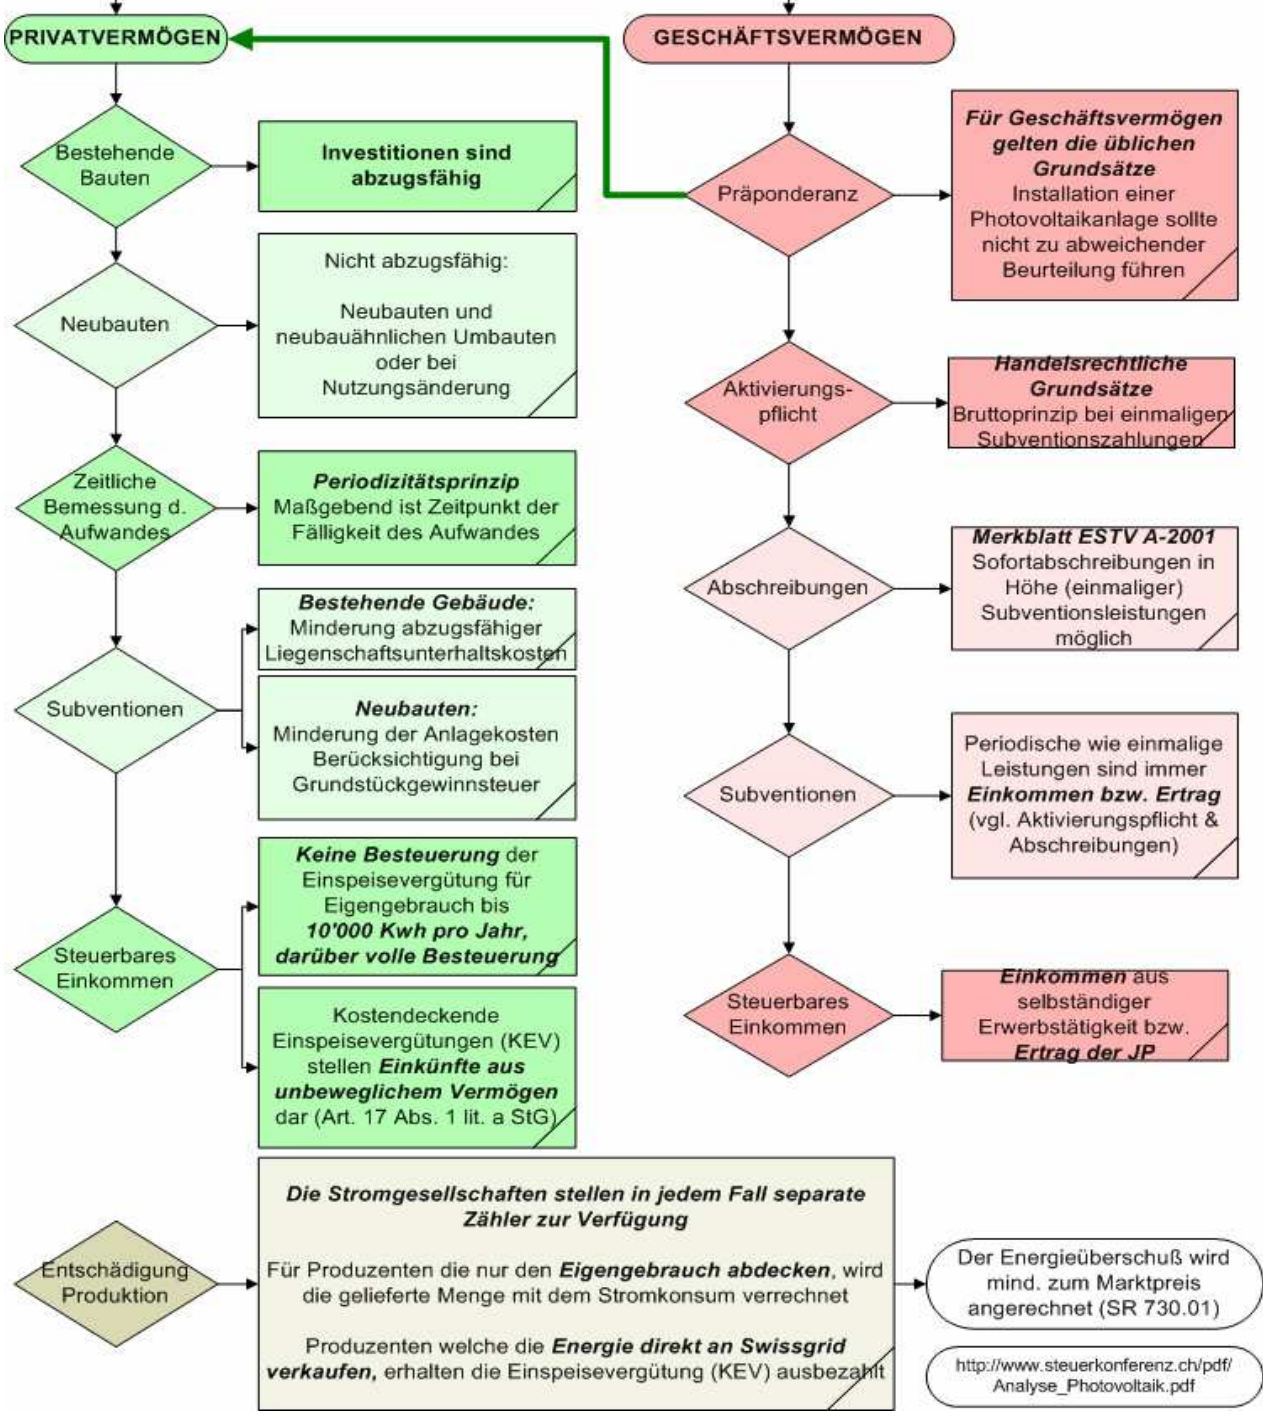 PRIVATVERMÖGEN
Bestehende
Bauten
Investitionen sind
abzugsfähig
Neubauten
Nicht abzugsfähig:
Neubauten und
neubauähnlichen Umbauten
oder bei
Nutzungsänderung
Zeitliche
Bemessung d.
Aufwandes
Periodizitätsprinzip
Maßgebend ist Zeitpunkt der
Fälligkeit des Aufwandes
Subventionen
Bestehende Gebäude:
Minderung abzugsfähiger
Liegenschaftsunterhaltskosten
Neubauten:
Minderung der Anlagekosten
Berücksichtigung bei
Grundstückgewinnsteuer
Steuerbares
Einkommen
Keine Besteuerung der
Einspeisevergütung für
Eigengebrauch bis
10'000 Kwh pro Jahr,
darüber volle Besteuerung
Kostendeckende
Einspeisevergütungen (KEV)
stellen Einkünfte aus
unbeweglichem Vermögen
dar (Art. 17 Abs. 1 lit. a StG)
GESCHÄFTSVERMÖGEN
Präponderanz
Für Geschäftsvermögen
gelten die üblichen
Grundsätze
Installation einer
Photovoltaikanlage sollte
nicht zu abweichender
Beurteilung führen
Aktivierungs-
pflicht
Handelsrechtliche
Grundsätze
Bruttoprinzip bei einmaligen
Subventionszahlungen
Abschreibungen
Merkblatt ESTV A-2001
Sofortabschreibungen in
Höhe (einmaliger)
Subventionsleistungen
möglich
Subventionen
Periodische wie einmalige
Leistungen sind immer
Einkommen bzw. Ertrag
(vgl. Aktivierungspflicht &
Abschreibungen)
Steuerbares
Einkommen
Einkommen aus
selbständiger
Erwerbstätigkeit bzw.
Ertrag der JP
Entschädigung
Produktion
Die Stromgesellschaften stellen in jedem Fall separate
Zähler zur Verfügung
Für Produzenten die nur den Eigengebrauch abdecken, wird
die gelieferte Menge mit dem Stromkonsum verrechnet
Produzenten welche die Energie direkt an Swissgrid
verkaufen, erhalten die Einspeisevergütung (KEV) ausbezahlt
Der Energieüberschuß wird
mind. zum Marktpreis
angerechnet (SR 730.01)
http://www.steuerkonferenz.ch/pdf/
Analyse_Photovoltaik.pdf